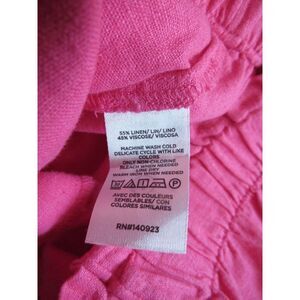 55% LINEN/ LIN/ LINO
45% VISCOSE/ VISCOSA
MACHINE WASH COLD
DELICATE CYCLE WITH LIKE
COLORS
ONLY NON-CHLORINE
BLEACH WHEN NEEDED
LINE DRY
WARM IRON WHEN NEEDED
AVEC DES COULEURS
SEMBLABLES/ CON
COLORES SIMILARES
RN#140923